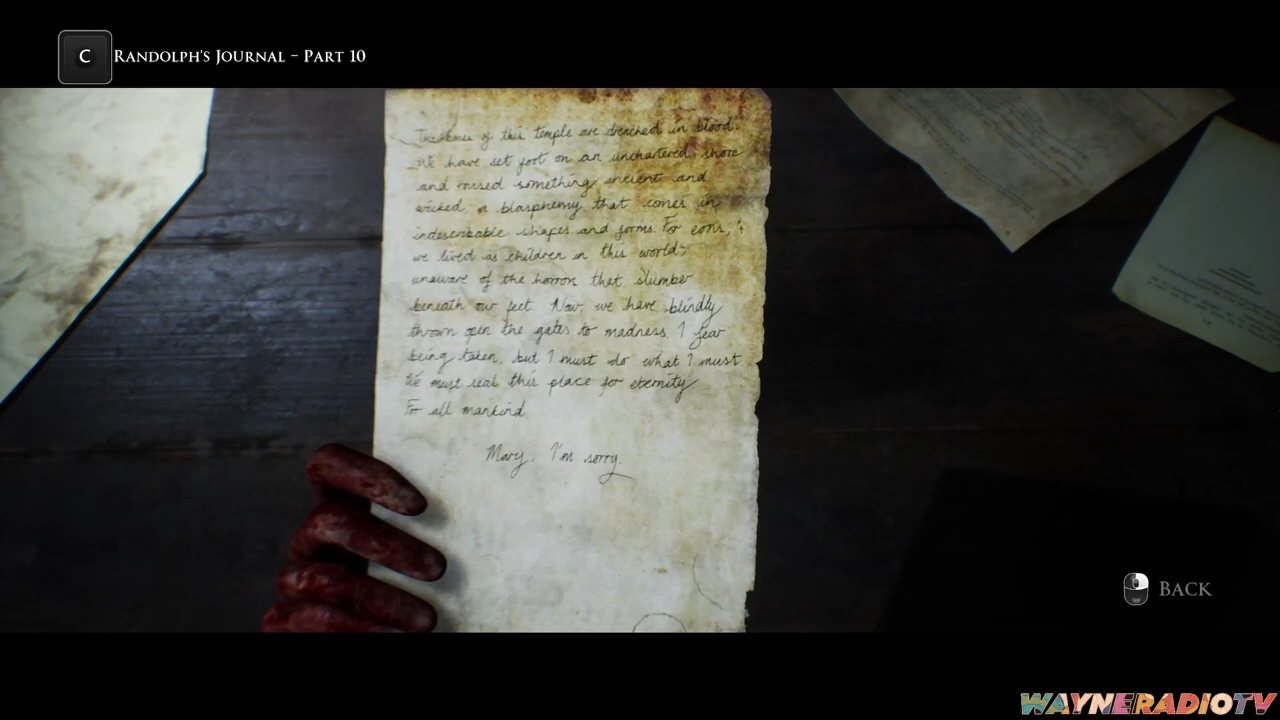 C
Randolph's Journal - Part 10
of this temple are drenched in blood.
We have set foot on an unchartered shore
and roused something ancient and
wicked, a blasphemy that comes in
indescribable shapes and forms. For eons,
we lived as children in this world,
unaware of the horrors that slumber
beneath our feet. Now we have blindly
thrown open the gates to madness. I fear
being taken, but I must do what I must
We must seal this place for eternity
For all mankind
Mary. I'm sorry.
Back
WAYNERADIOTV